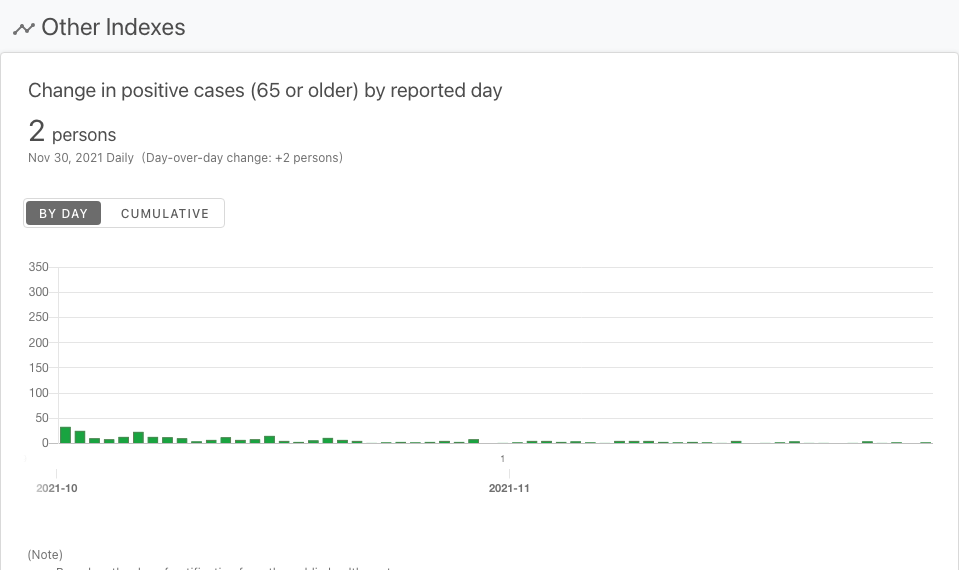 Other Indexes
Change in positive cases (65 or older) by reported day
2 persons
Nov 30, 2021 Daily (Day-over-day change: +2 persons)
BY DAY CUMULATIVE
350
300
250
200
150
100
50
0
1
2021-10 2021-11
(Note)